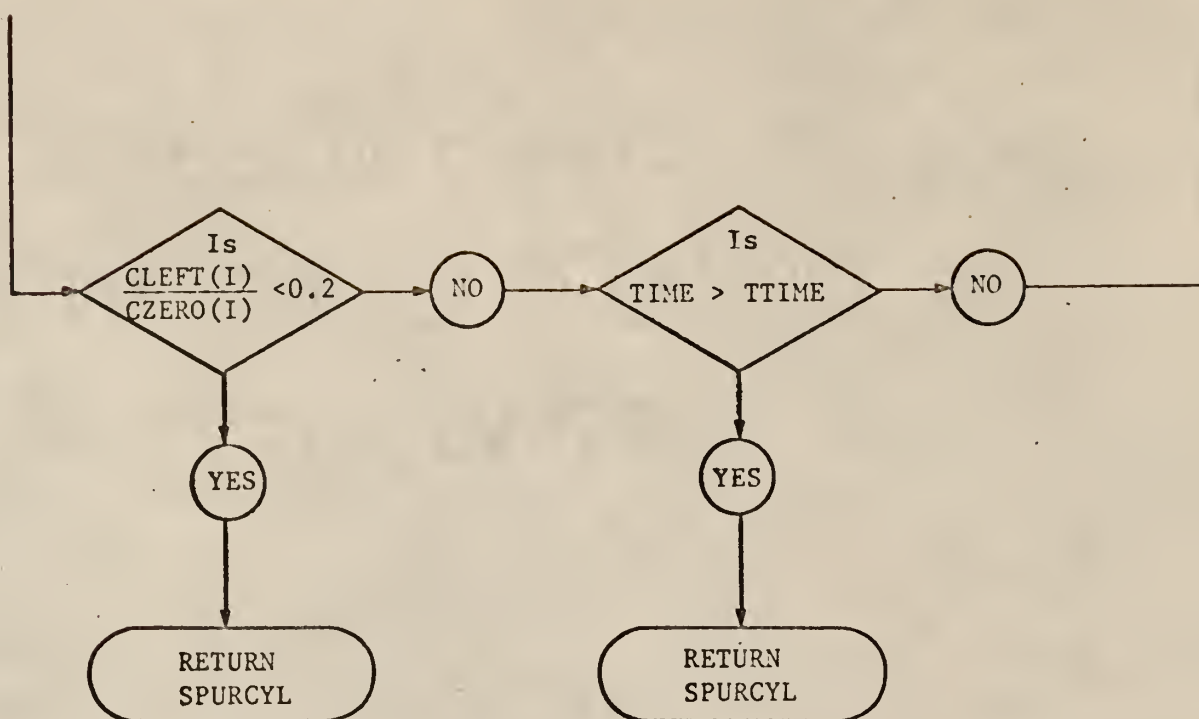 Is
CLEFT(I)
CZERO(I)
<0.2
NO
Is
TIME > TTIME
NO
YES
YES
RETURN
SPURCYL
RETURN
SPURCYL